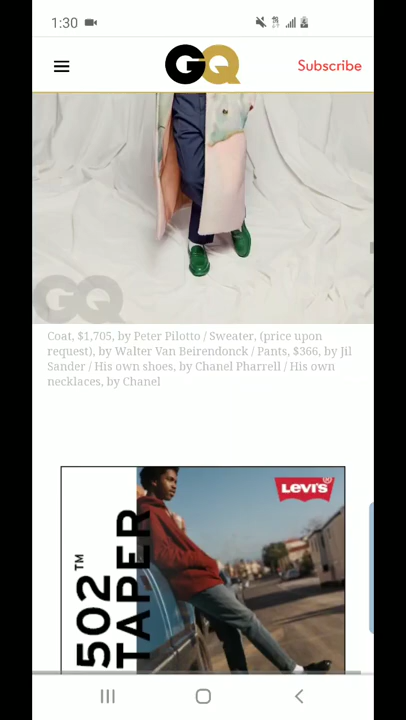 1:30
GQ
Subscribe
GQ
Coat, $1,705, by Peter Pilotto / Sweater, (price upon
request), by Walter Van Beirendonck / Pants, $366, by Jil
Sander / His own shoes, by Chanel Pharrell / His own
necklaces, by Chanel
Levi's®
502™
TAPER